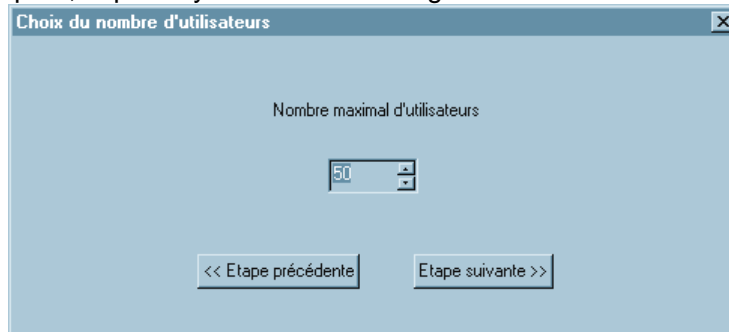 Choix du nombre d'utilisateurs
Nombre maximal d'utilisateurs
50
<< Etape précédente
Etape suivante >>